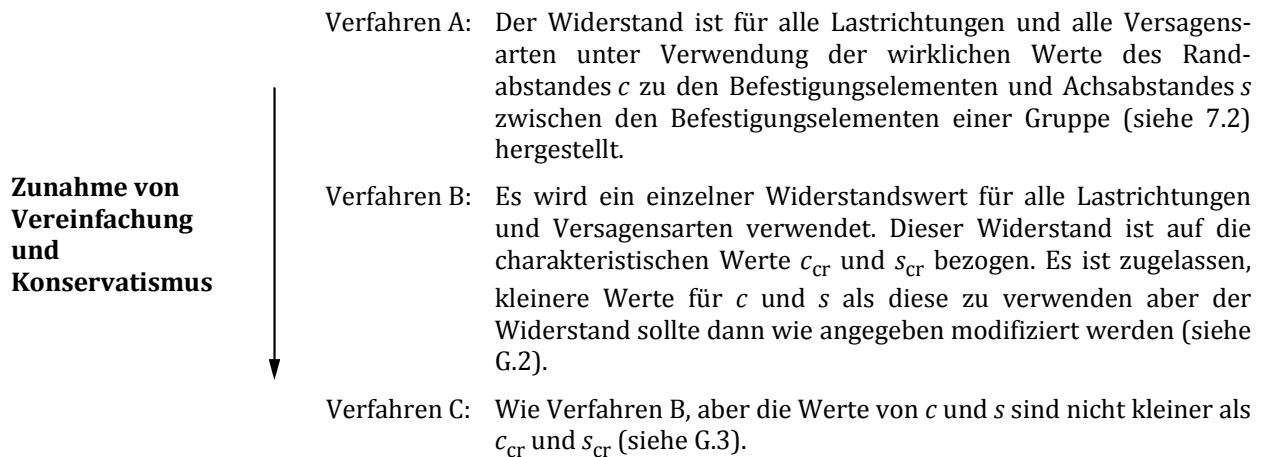 Verfahren A: Der Widerstand ist für alle Lastrichtungen und alle Versagens-
arten unter Verwendung der wirklichen Werte des Rand-
abstandes c zu den Befestigungselementen und Achsabstandes s
zwischen den Befestigungselementen einer Gruppe (siehe 7.2)
hergestellt.
Zunahme von
Vereinfachung
und
Konservatismus
Verfahren B: Es wird ein einzelner Widerstandswert für alle Lastrichtungen
und Versagensarten verwendet. Dieser Widerstand ist auf die
charakteristischen Werte ccr und scr bezogen. Es ist zugelassen,
kleinere Werte für c und s als diese zu verwenden aber der
Widerstand sollte dann wie angegeben modifiziert werden (siehe
G.2).
Verfahren C: Wie Verfahren B, aber die Werte von c und s sind nicht kleiner als
ccr und scr (siehe G.3).